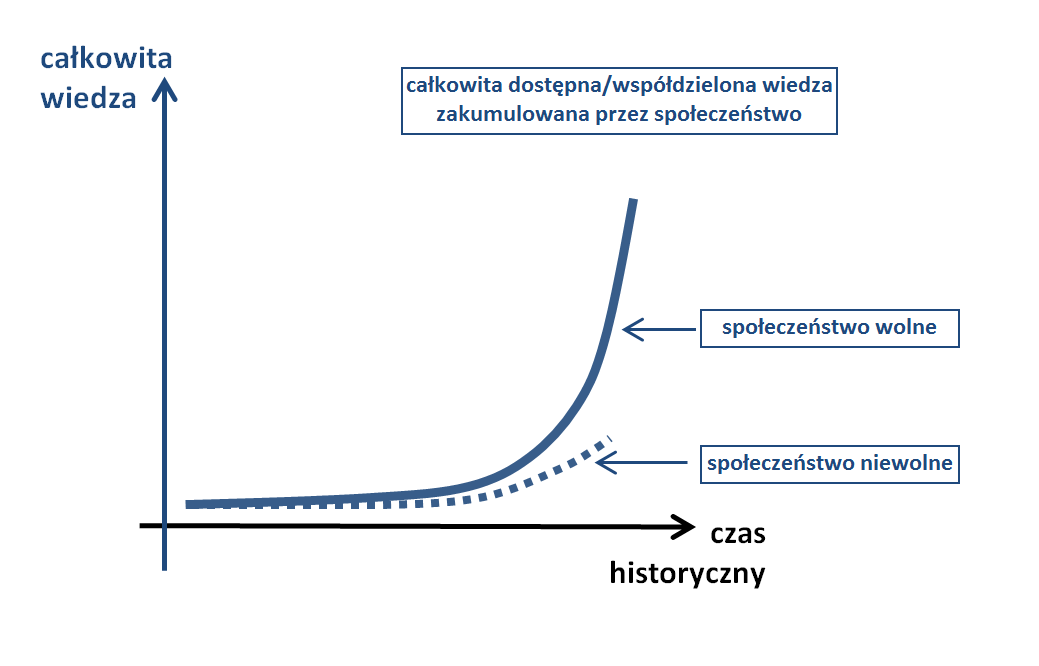 całkowita
wiedza
całkowita dostępna/współdzielona wiedza
zakumulowana przez społeczeństwo
społeczeństwo wolne
społeczeństwo niewolne
czas
historyczny